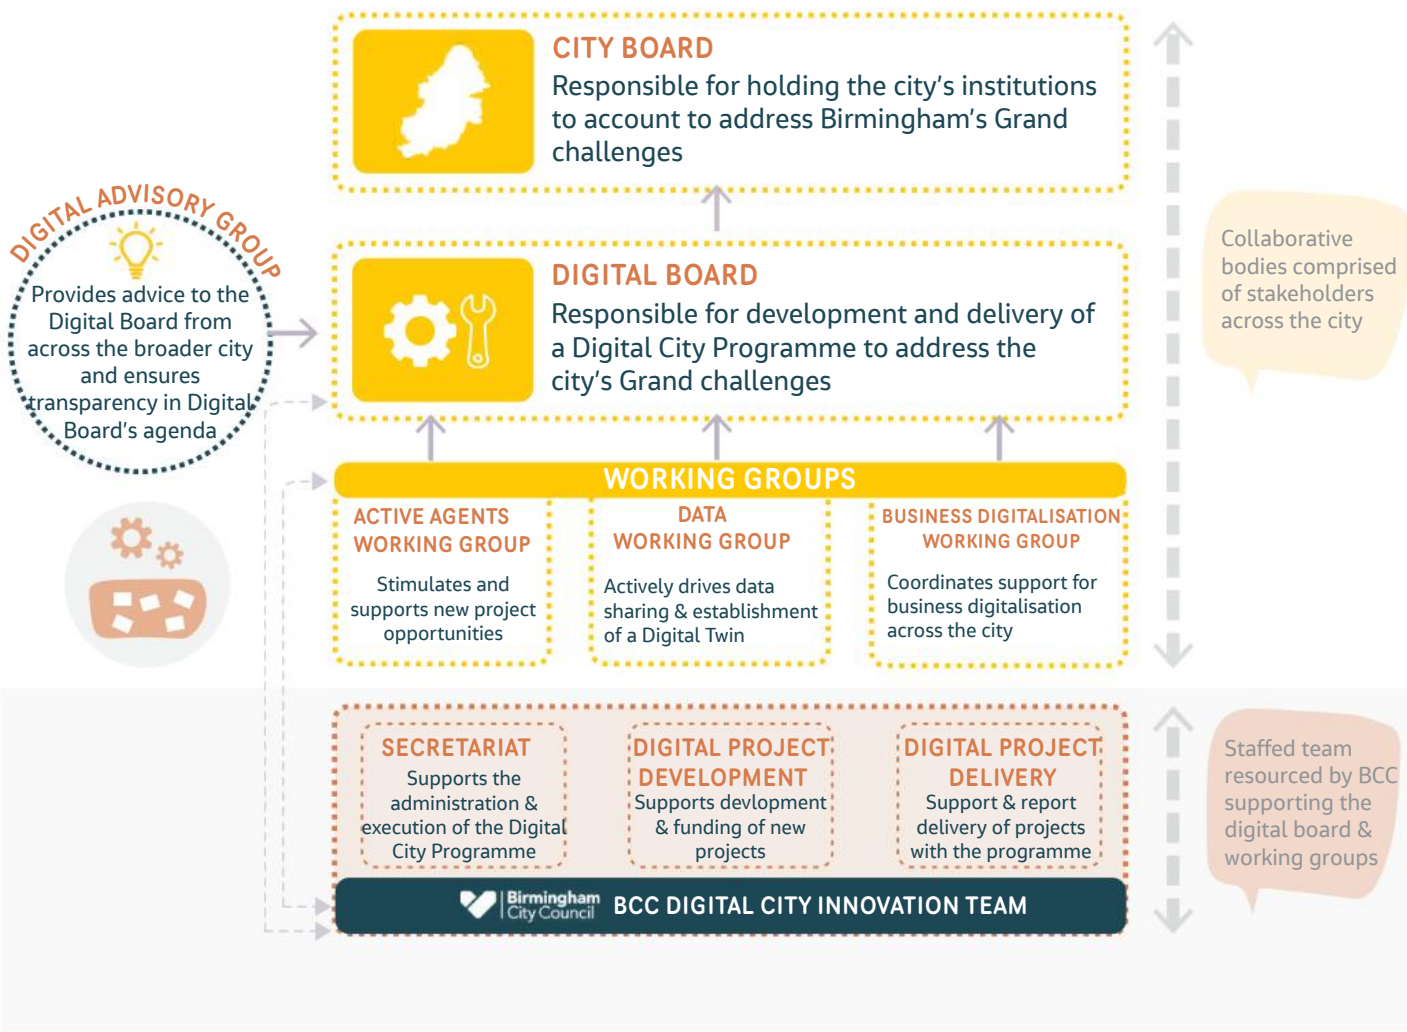 CITY BOARD
Responsible for holding the city's institutions
to account to address Birmingham's Grand
challenges
DIGITAL ADVISORY GROUP
Provides advice to the
Digital Board from
across the broader city
and ensures
transparency in Digital
Board's agenda
DIGITAL BOARD
Responsible for development and delivery of
a Digital City Programme to address the
city's Grand challenges
Collaborative
bodies comprised
of stakeholders
across the city
WORKING GROUPS
ACTIVE AGENTS
WORKING GROUP
Stimulates and
supports new project
opportunities
DATA
WORKING GROUP
Actively drives data
sharing & establishment
of a Digital Twin
BUSINESS DIGITALISATION
WORKING GROUP
Coordinates support for
business digitalisation
across the city
SECRETARIAT
Supports the
administration &
execution of the Digital
City Programme
DIGITAL PROJECT
DEVELOPMENT
Supports devlopment
& funding of new
projects
DIGITAL PROJECT
DELIVERY
Support & report
delivery of projects
with the programme
Staffed team
resourced by BCC
supporting the
digital board &
working groups
Birmingham
City Council
BCC DIGITAL CITY INNOVATION TEAM